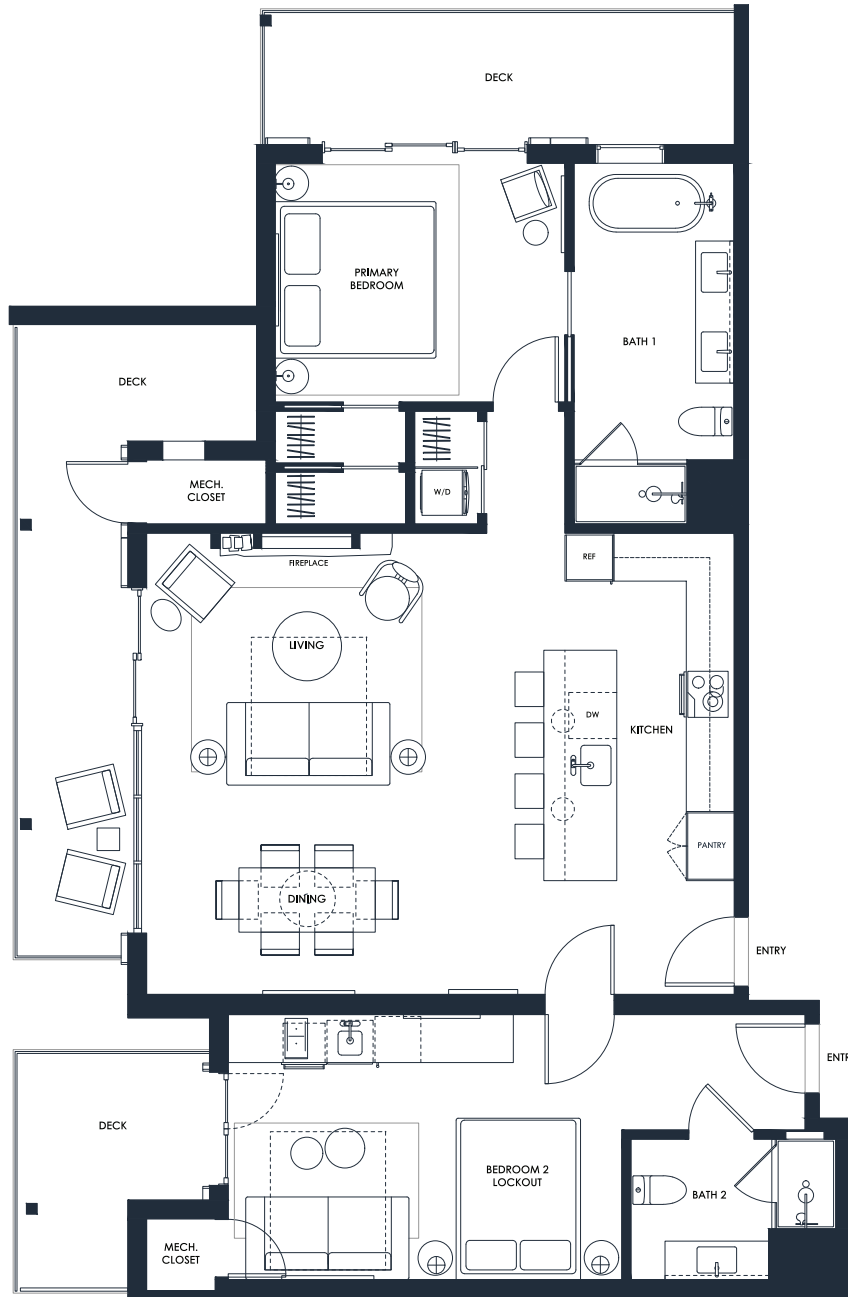 DECK
PRIMARY
BEDROOM
BATH 1
DECK
MECH.
CLOSET
W/D
FIREPLACE
REF
LIVING
DW
KITCHEN
PANTRY
DINING
ENTRY
ENTR
DECK
BEDROOM 2
LOCKOUT
BATH 2
MECH.
CLOSET